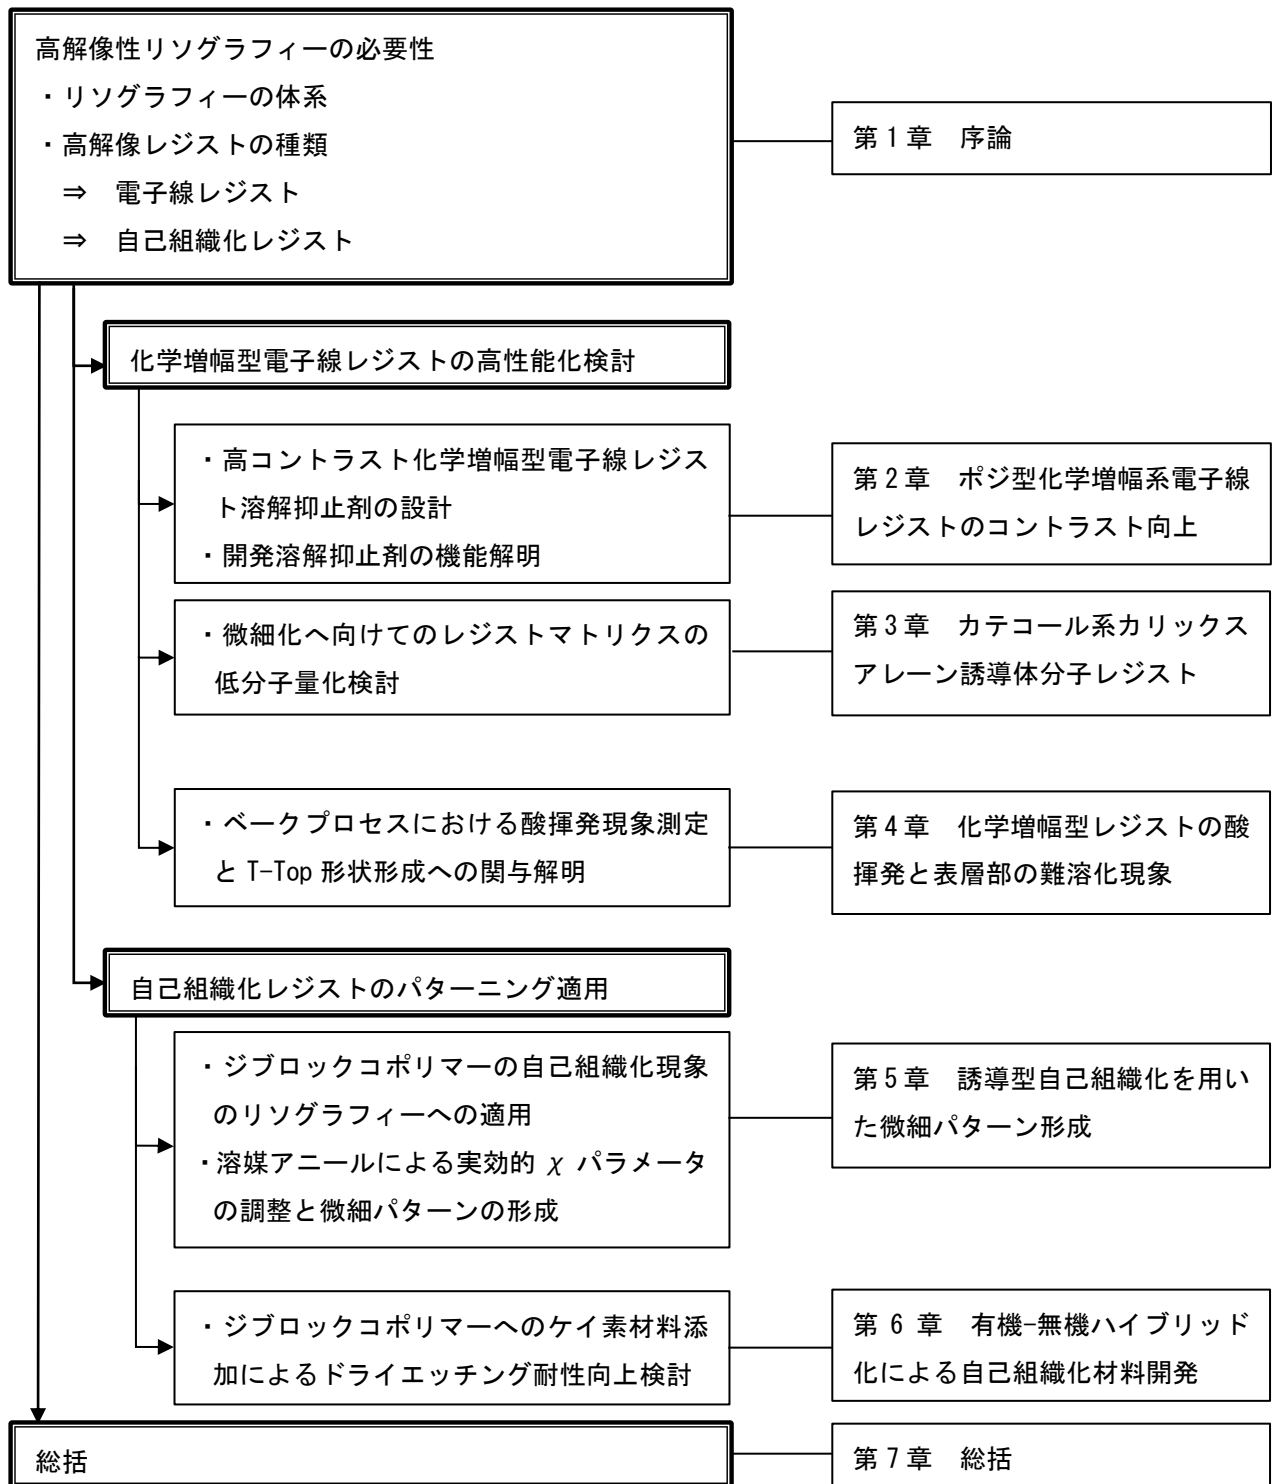 高解像性リソグラフィーの必要性
・リソグラフィーの体系
・高解像レジストの種類
⇒　電子線レジスト
⇒　自己組織化レジスト
第1章　序論
化学増幅型電子線レジストの高性能化検討
・高コントラスト化学増幅型電子線レジス
ト溶解抑止剤の設計
・開発溶解抑止剤の機能解明
第2章　ポジ型化学増幅系電子線
レジストのコントラスト向上
・微細化へ向けてのレジストマトリクスの
低分子量化検討
第3章　カテコール系カリックス
アレーン誘導体分子レジスト
・ベークプロセスにおける酸揮発現象測定
と T-Top 形状形成への関与解明
第4章　化学増幅型レジストの酸
揮発と表層部の難溶化現象
自己組織化レジストのパターニング適用
・ジブロックコポリマーの自己組織化現象
のリソグラフィーへの適用
・溶媒アニールによる実効的 χ パラメータ
の調整と微細パターンの形成
第5章　誘導型自己組織化を用い
た微細パターン形成
・ジブロックコポリマーへのケイ素材料添
加によるドライエッチング耐性向上検討
第 6 章　有機-無機ハイブリッド
化による自己組織化材料開発
総括
第7章　総括